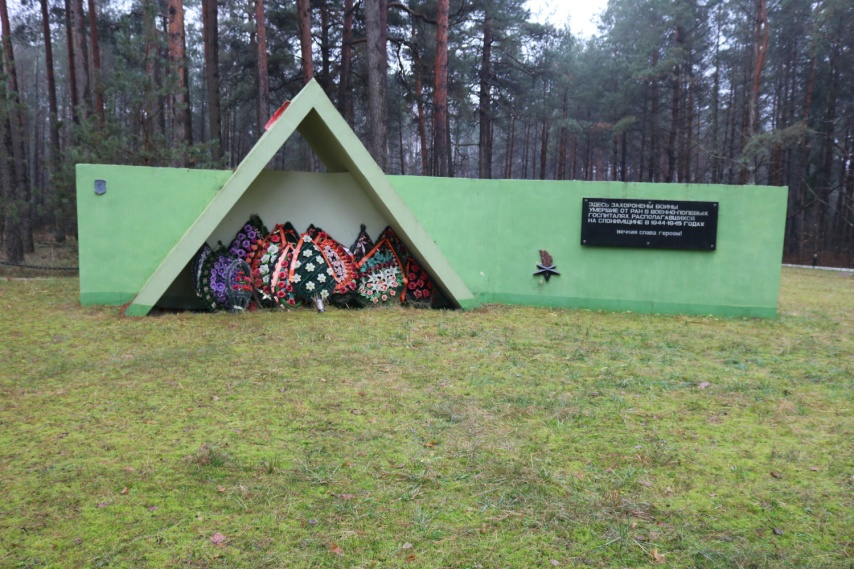 ЗДЕСЬ ЗАХОРОНЕНЫ ВОИНЫ
УМЕРШИЕ ОТ РАН В ВОЕННО-ПОЛЕВЫХ
ГОСПИТАЛЯХ РАСПОЛАГАВШИХСЯ
НА СЛОНИМЩИНЕ В 1944-1945 ГОДАХ
ВЕЧНАЯ СЛАВА ГЕРОЯМ!